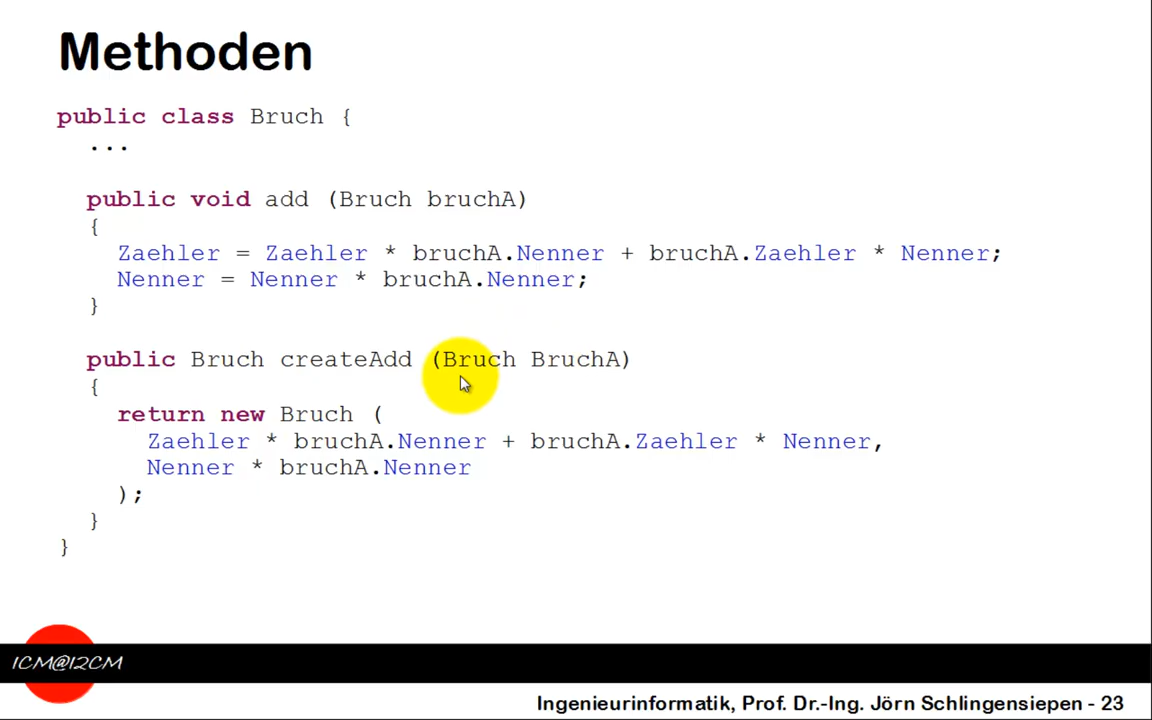 Methoden
public class Bruch {
...
public void add (Bruch bruchA)
{
Zaehler = Zaehler * bruchA.Nenner + bruchA.Zaehler * Nenner;
Nenner = Nenner * bruchA.Nenner;
}
public Bruch createAdd (Bruch BruchA)
{
return new Bruch (
Zaehler * bruchA.Nenner + bruchA.Zaehler * Nenner,
Nenner * bruchA.Nenner
);
}
}
1CM@12CM
Ingenieurinformatik, Prof. Dr.-Ing. Jörn Schlingensiepen - 23